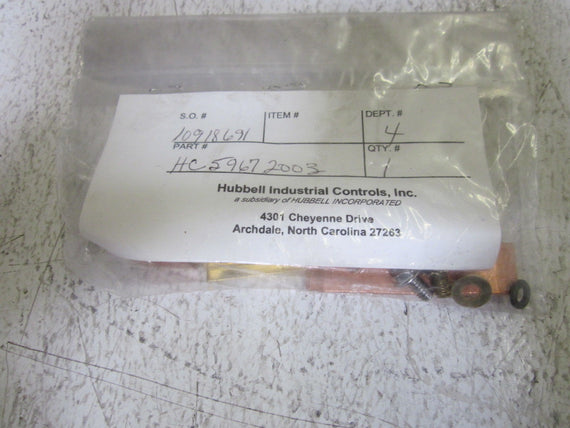 S.O. # ITEM # DEPT. #
10918691 4
PART # QTY. #
HC59672003 1
Hubbell Industrial Controls, Inc.
a subsidiary of HUBBELL INCORPORATED
4301 Cheyenne Drive
Archdale, North Carolina 27263